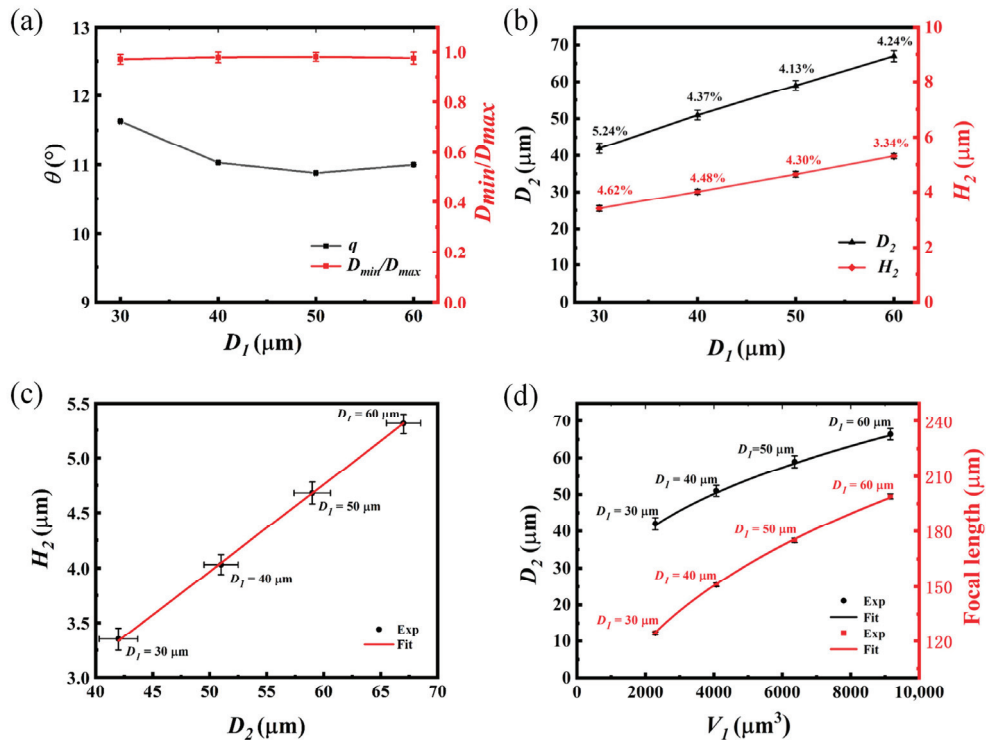 (a)
13
12
11
10
9
θ (°)
1.0
0.8
0.6
0.4
0.2
0.0
Dmin/Dmax
q
Dmin/Dmax
30 40 50 60
D1 (μm)
(b)
70
60
50
40
30
20
10
0
D2 (μm)
10
8
6
4
2
0
H2 (μm)
5.24%
4.37%
4.13%
4.24%
4.62%
4.48%
4.30%
3.34%
D2
H2
30 40 50 60
D1 (μm)
(c)
5.5
5.0
4.5
4.0
3.5
3.0
H2 (μm)
D1 = 60 μm
D1 = 50 μm
D1 = 40 μm
D1 = 30 μm
Exp
Fit
40 45 50 55 60 65 70
D2 (μm)
(d)
70
60
50
40
30
20
10
0
D2 (μm)
240
210
180
150
120
Focal length (μm)
D1 = 60 μm
D1=50 μm
D1 = 40 μm
D1 = 30 μm
D1 = 60 μm
D1 = 50 μm
D1 = 40 μm
D1 = 30 μm
Exp
Fit
Exp
Fit
0 2000 4000 6000 8000 10,000
V1 (μm³)